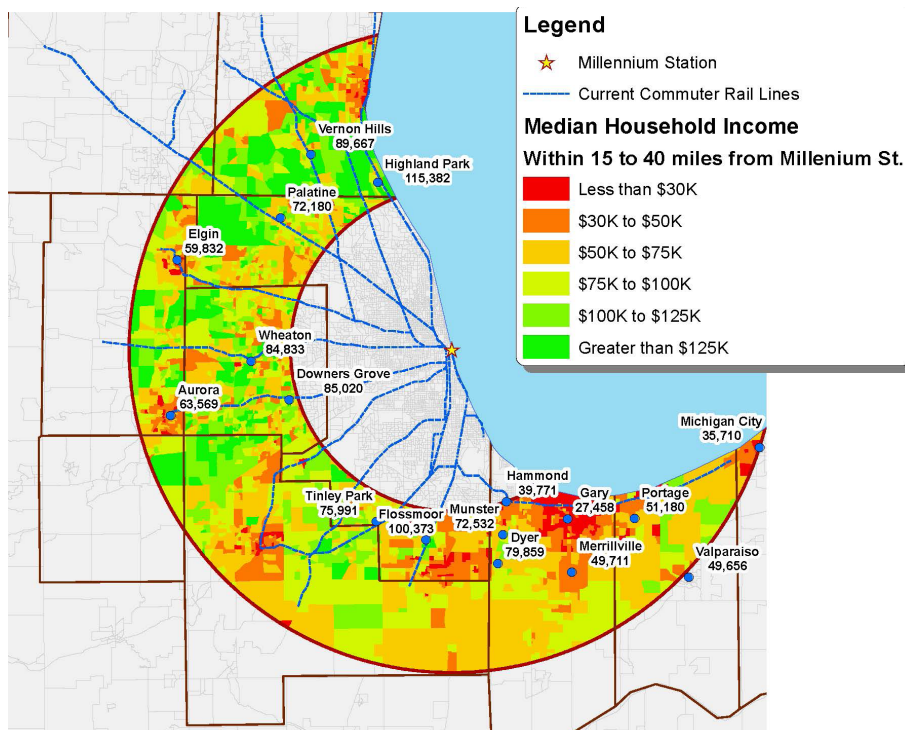 Legend
Millennium Station
Current Commuter Rail Lines
Median Household Income
Within 15 to 40 miles from Millenium St.
Less than $30K
$30K to $50K
$50K to $75K
$75K to $100K
$100K to $125K
Greater than $125K
Vernon Hills
89,667
Highland Park
115,382
Palatine
72,180
Elgin
59,832
Wheaton
84,833
Downers Grove
85,020
Aurora
63,569
Michigan City
35,710
Hammond
39,771
Gary
27,458
Portage
51,180
Tinley Park
75,991
Flossmoor
100,373
Munster
72,532
Dyer
79,859
Merrillville
49,711
Valparaiso
49,656